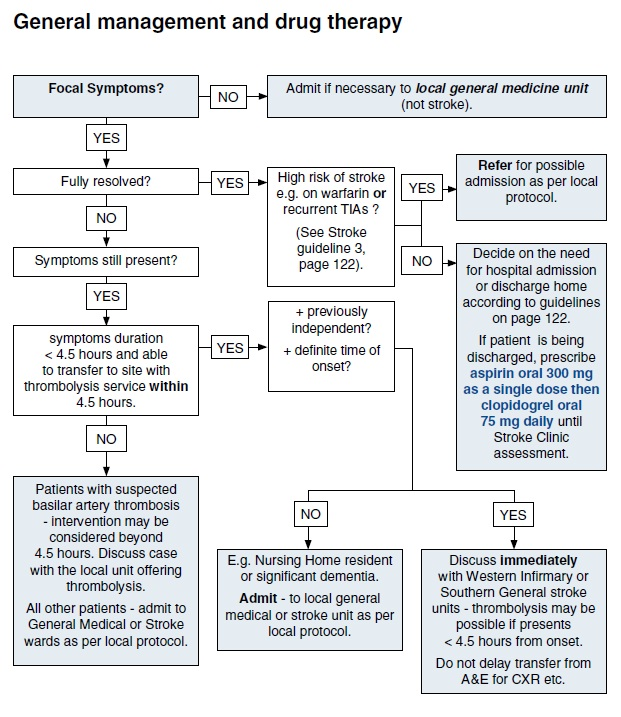 General management and drug therapy
Focal Symptoms?
NO
Admit if necessary to local general medicine unit
(not stroke).
YES
Fully resolved?
YES
High risk of stroke
e.g. on warfarin or
recurrent TIAs ?
(See Stroke
guideline 3,
page 122).
YES
Refer for possible
admission as per local
protocol.
NO
Decide on the need
for hospital admission
or discharge home
according to guidelines
on page 122.
If patient is being
discharged, prescribe
aspirin oral 300 mg
as a single dose then
clopidogrel oral
75 mg daily until
Stroke Clinic
assessment.
NO
Symptoms still present?
YES
symptoms duration
< 4.5 hours and able
to transfer to site with
thrombolysis service within
4.5 hours.
YES
+ previously
independent?
+ definite time of
onset?
NO
Patients with suspected
basilar artery thrombosis
- intervention may be
considered beyond
4.5 hours. Discuss case
with the local unit offering
thrombolysis.
All other patients - admit to
General Medical or Stroke
wards as per local protocol.
NO
E.g. Nursing Home resident
or significant dementia.
Admit - to local general
medical or stroke unit as per
local protocol.
YES
Discuss immediately
with Western Infirmary or
Southern General stroke
units - thrombolysis may be
possible if presents
< 4.5 hours from onset.
Do not delay transfer from
A&E for CXR etc.